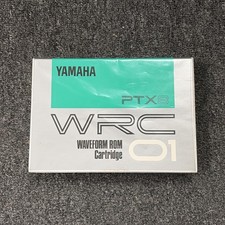 YAMAHA
PTX8
WRC
WAVEFORM ROM
Cartridge
01